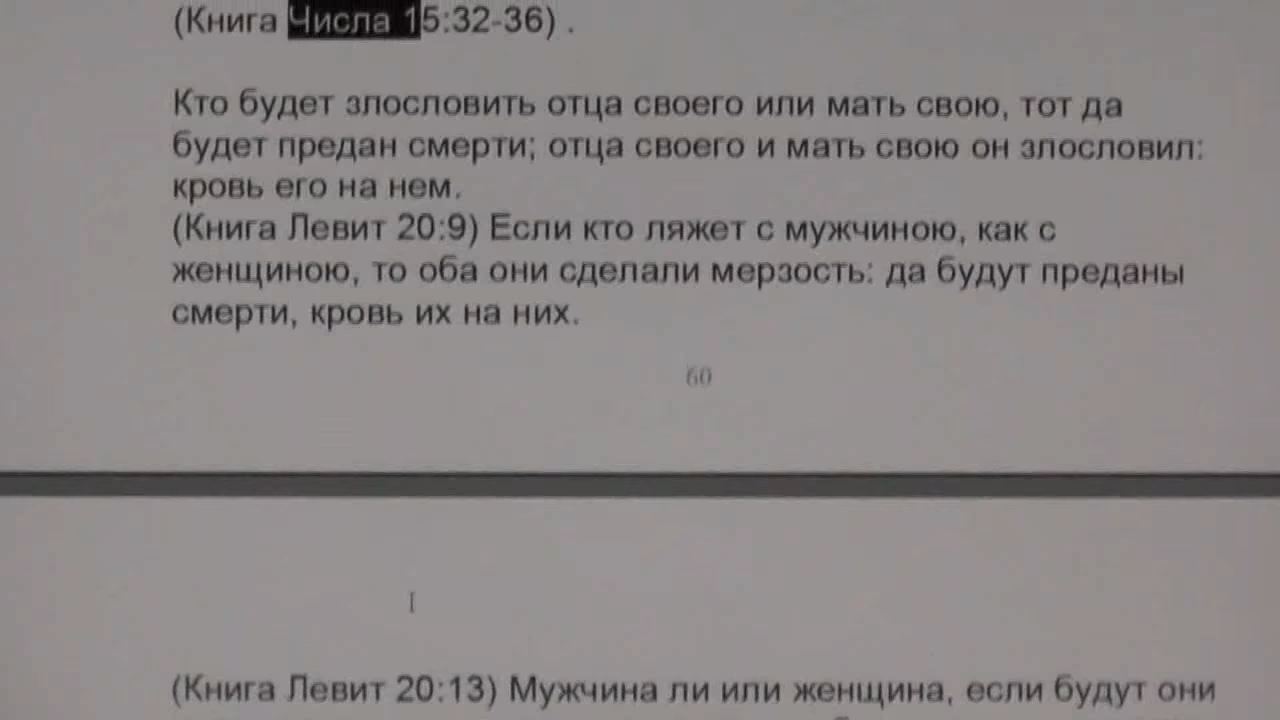 (Книга Числа 15:32-36) .
Кто будет злословить отца своего или мать свою, тот да
будет предан смерти; отца своего и мать свою он злословил:
кровь его на нем.
(Книга Левит 20:9) Если кто ляжет с мужчиною, как с
женщиною, то оба они сделали мерзость: да будут преданы
смерти, кровь их на них.
60
(Книга Левит 20:13) Мужчина ли или женщина, если будут они